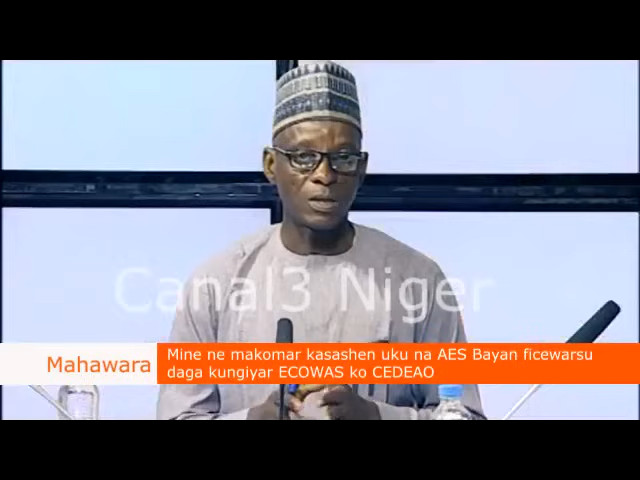 Canal3 Niger
Mahawara
Mine ne makomar kasashen uku na AES Bayan ficewarsu
daga kungiyar ECOWAS ko CEDEAO